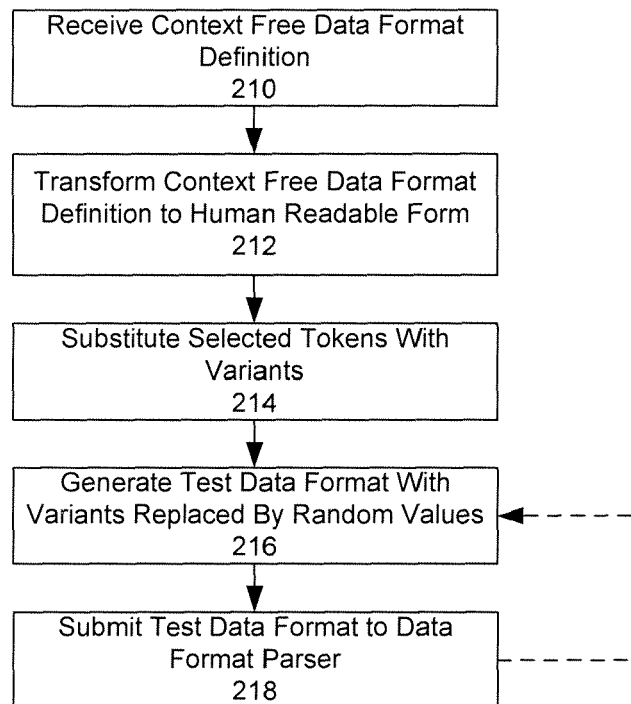 Receive Context Free Data Format
Definition
210
Transform Context Free Data Format
Definition to Human Readable Form
212
Substitute Selected Tokens With
Variants
214
Generate Test Data Format With
Variants Replaced By Random Values
216
Submit Test Data Format to Data
Format Parser
218